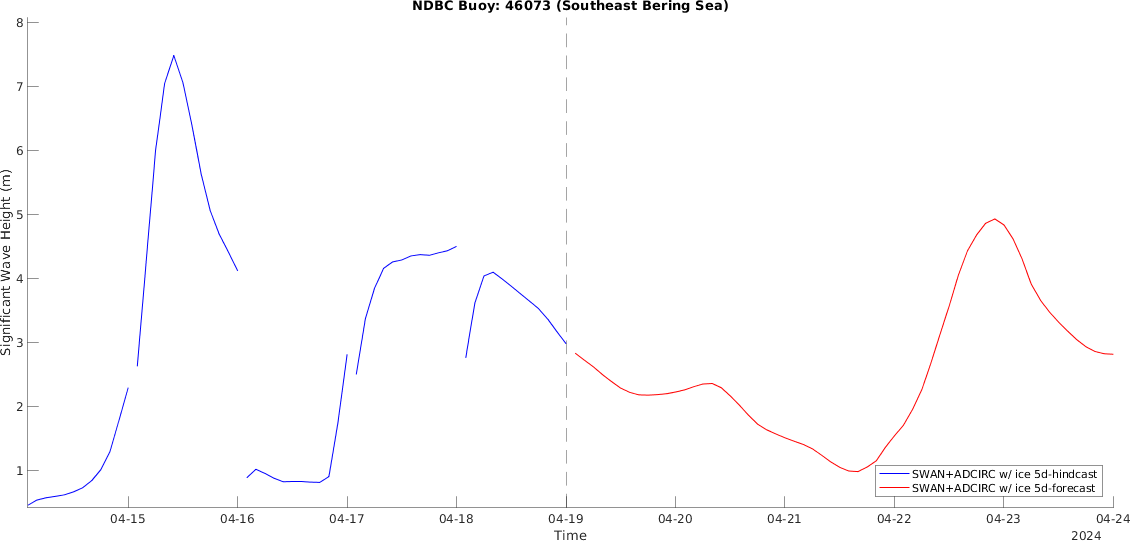 NDBC Buoy: 46073 (Southeast Bering Sea)
8
7
6
5
4
3
2
1
Significant Wave Height (m)
SWAN+ADCIRC w/ ice 5d-hindcast
SWAN+ADCIRC w/ ice 5d-forecast
04-15 04-16 04-17 04-18 04-19 04-20 04-21 04-22 04-23 04-24
Time
2024